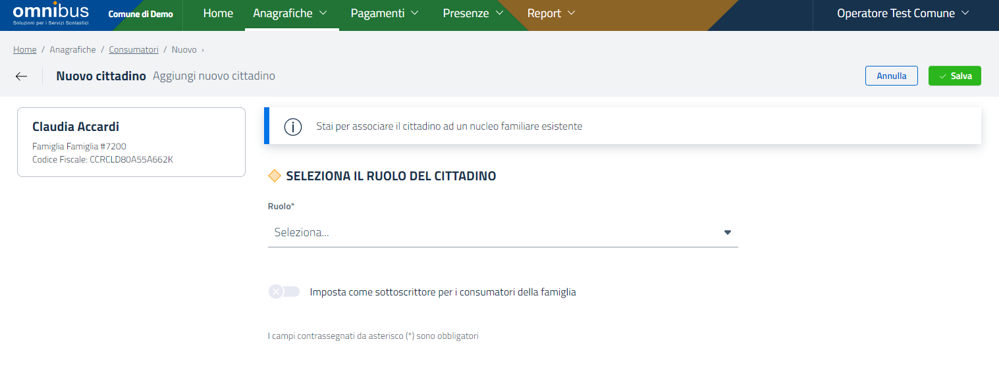 omnibus
Soluzioni per i Servizi Scolastici
Comune di Demo
Home
Anagrafiche
Pagamenti
Presenze
Report
Operatore Test Comune
Home / Anagrafiche / Consumatori / Nuovo ›
Nuovo cittadino Aggiungi nuovo cittadino
Annulla
Salva
Claudia Accardi
Famiglia Famiglia #7200
Codice Fiscale: CCRCLD80A55A662K
Stai per associare il cittadino ad un nucleo familiare esistente
SELEZIONA IL RUOLO DEL CITTADINO
Ruolo*
Seleziona...
Imposta come sottoscrittore per i consumatori della famiglia
I campi contrassegnati da asterisco (*) sono obbligatori